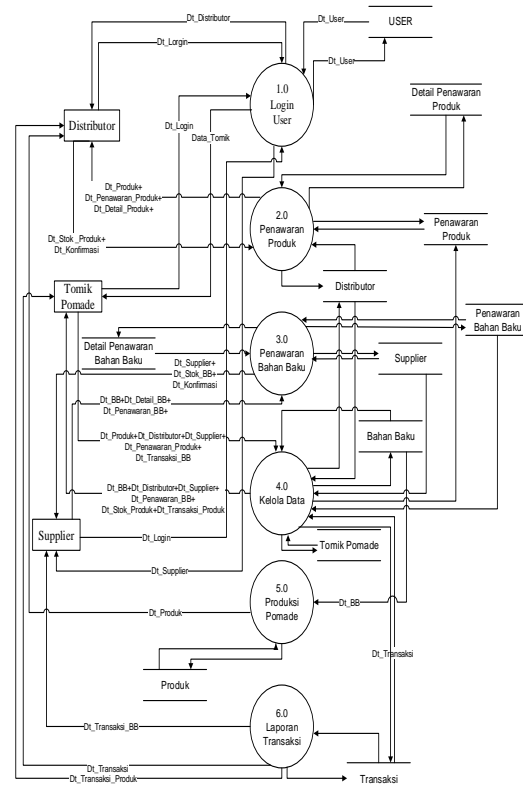 Dt_Distributor
Dt_User
USER
Dt_Lorgin
Dt_User
1.0
Login
User
Detail Penawaran
Produk
Dt_Login
Distributor
Data_Tomik
Dt_Produk+
Dt_Penawaran_Produk+
Dt_Detail_Produk+
2.0
Penawaran
Produk
Penawaran
Produk
Dt_Stok_Produk+
Dt_Konfirmasi
Distributor
Tomik
Pomade
Penawaran
Bahan Baku
3.0
Penawaran
Bahan Baku
Detail Penawaran
Bahan Baku
Supplier
Dt_Supplier+
Dt_Stok_BB+
Dt_Konfirmasi
Dt_BB+Dt_Detail_BB+
Dt_Penawaran_BB+
Dt_Produk+Dt_Distributor+Dt_Supplier+
Dt_Penawaran_Produk+
Dt_Transaksi_BB
Bahan Baku
4.0
Kelola Data
Dt_BB+Dt_Distributor+Dt_Supplier+
Dt_Penawaran_BB+
Dt_Stok_Produk+Dt_Transaksi_Produk
Supplier
Dt_Login
Tomik Pomade
Dt_Supplier
5.0
Produksi
Pomade
Dt_BB
Dt_Produk
Dt_Transaksi
Produk
6.0
Laporan
Transaksi
Dt_Transaksi_BB
Dt_Transaksi
Dt_Transaksi_Produk
Transaksi